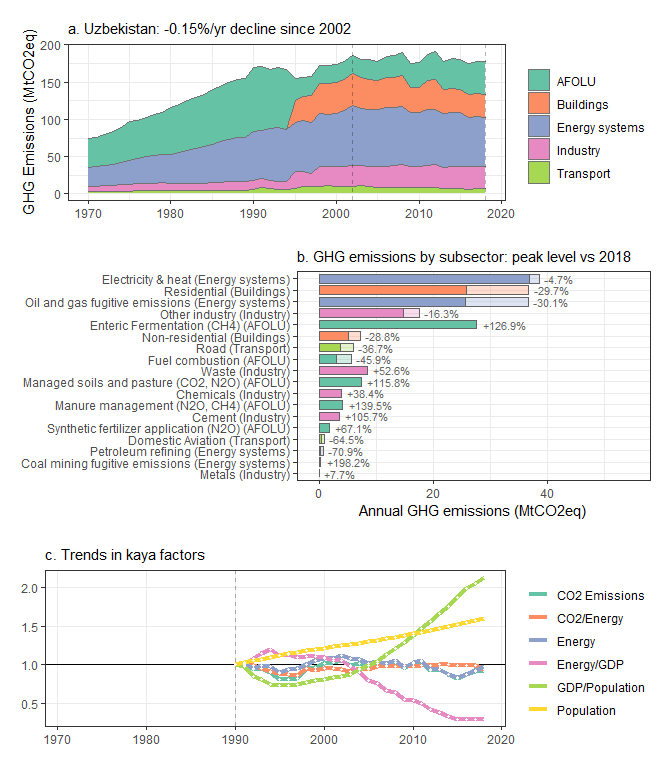 a. Uzbekistan: -0.15%/yr decline since 2002
GHG Emissions (MtCO2eq)
200
150
100
50
0
1970
1980
1990
2000
2010
2020
AFOLU
Buildings
Energy systems
Industry
Transport
b. GHG emissions by subsector: peak level vs 2018
Electricity & heat (Energy systems) -4.7%
Residential (Buildings) -29.7%
Oil and gas fugitive emissions (Energy systems) -30.1%
Other industry (Industry) -16.3%
Enteric Fermentation (CH4) (AFOLU) +126.9%
Non-residential (Buildings) -28.8%
Road (Transport) -36.7%
Fuel combustion (AFOLU) -45.9%
Waste (Industry) +52.6%
Managed soils and pasture (CO2, N2O) (AFOLU) +115.8%
Chemicals (Industry) +38.4%
Manure management (N2O, CH4) (AFOLU) +139.5%
Cement (Industry) +105.7%
Synthetic fertilizer application (N2O) (AFOLU) +67.1%
Domestic Aviation (Transport) -64.5%
Petroleum refining (Energy systems) -70.9%
Coal mining fugitive emissions (Energy systems) +198.2%
Metals (Industry) +7.7%
0
20
40
Annual GHG emissions (MtCO2eq)
c. Trends in kaya factors
2.0
1.5
1.0
0.5
1970
1980
1990
2000
2010
2020
CO2 Emissions
CO2/Energy
Energy
Energy/GDP
GDP/Population
Population